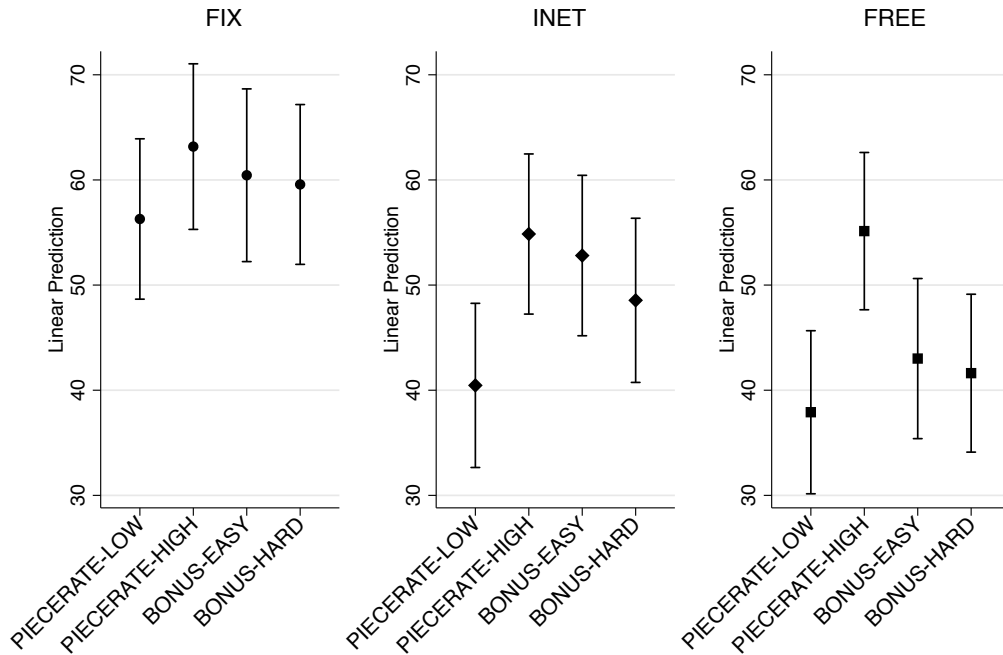 FIX
Linear Prediction
70
60
50
40
30
PIECERATE-LOW
PIECERATE-HIGH
BONUS-EASY
BONUS-HARD
INET
Linear Prediction
70
60
50
40
30
PIECERATE-LOW
PIECERATE-HIGH
BONUS-EASY
BONUS-HARD
FREE
Linear Prediction
70
60
50
40
30
PIECERATE-LOW
PIECERATE-HIGH
BONUS-EASY
BONUS-HARD